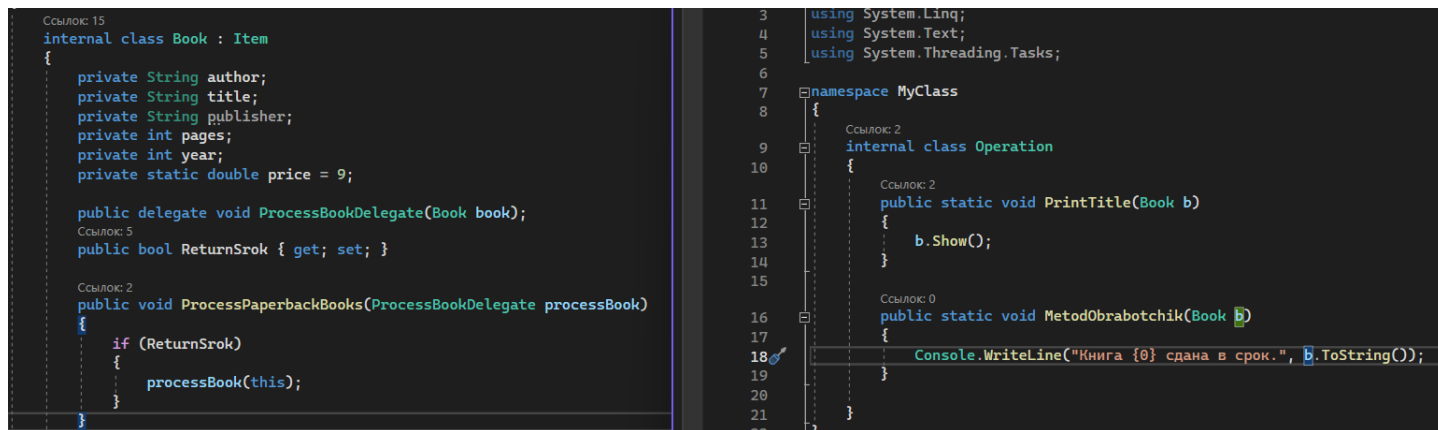 Ссылок: 15
internal class Book : Item
{
private String author;
private String title;
private String publisher;
private int pages;
private int year;
private static double price = 9;
public delegate void ProcessBookDelegate(Book book);
Ссылок: 5
public bool ReturnSrok { get; set; }
Ссылок: 2
public void ProcessPaperbackBooks(ProcessBookDelegate processBook)
{
if (ReturnSrok)
{
processBook(this);
}
}
3 using System.Linq;
4 using System.Text;
5 using System.Threading.Tasks;
6
7 namespace MyClass
8 {
Ссылок: 2
9 internal class Operation
10 {
Ссылок: 2
11 public static void PrintTitle(Book b)
12 {
13 b.Show();
14 }
15
Ссылок: 0
16 public static void MetodObrabotchik(Book b)
17 {
18 Console.WriteLine("Книга {0} сдана в срок.", b.ToString());
19 }
20
21 }